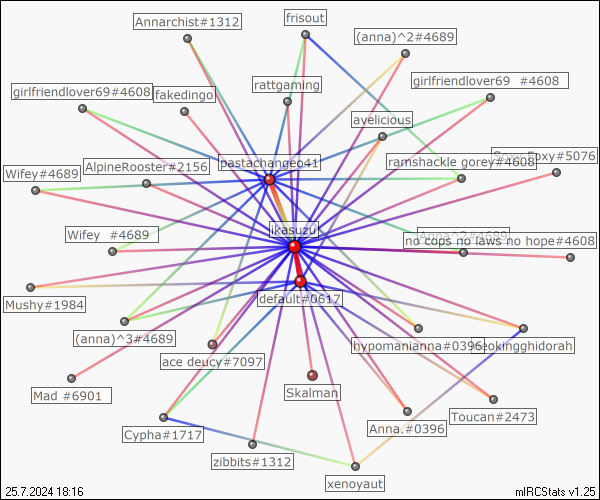 Annarchist#1312
frisout
(anna)^2#4689
girlfriendlover69#4608
fakedingo
rattgaming
girlfriendlover69 #4608
avelicious
pastachangeo41
ramshackle gorey#4608
Foxy#5076
Wifey#4689
AlpineRooster#2156
ikasuzu
Wifey #4689
(Anna^2#4689
no cops no laws no hope#4608
Mushy#1984
default#0617
(anna)^3#4689
ace deucy#7097
hypomanianna#0396
eokingghidorah
Skalman
Mad #6901
Toucan#2473
Cypha#1717
Anna.#0396
zibbits#1312
xenoyaut
25.7.2024 18:16
mIRCStats v1.25